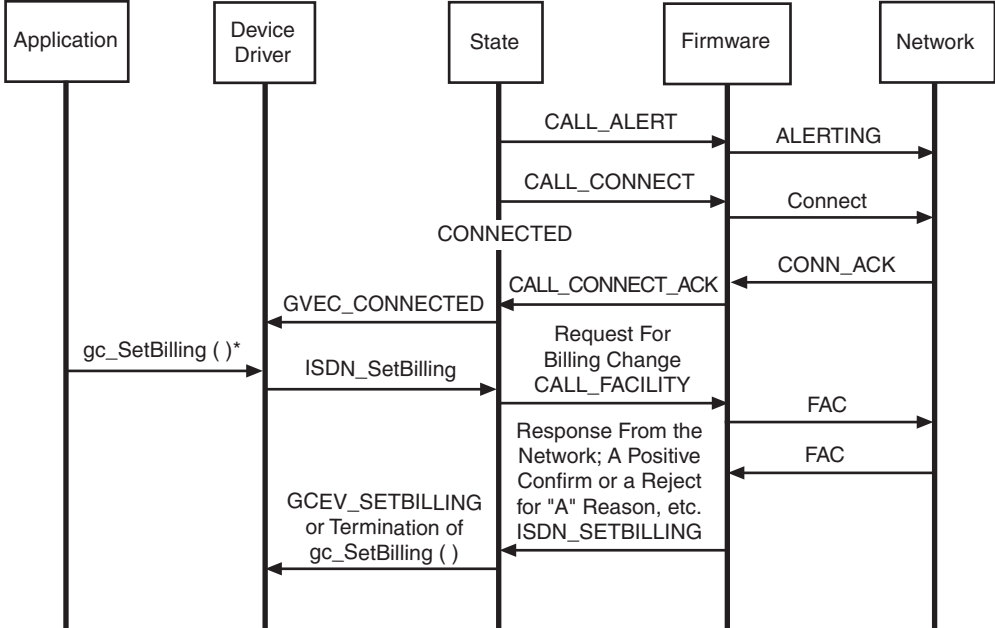 Application
Device
Driver
State
Firmware
Network
CALL_ALERT
ALERTING
CALL_CONNECT
Connect
CONNECTED
CONN_ACK
CALL_CONNECT_ACK
GVEC_CONNECTED
gc_SetBilling ( )*
ISDN_SetBilling
Request For
Billing Change
CALL_FACILITY
FAC
Response From the
Network; A Positive
Confirm or a Reject
for "A" Reason, etc.
ISDN_SETBILLING
FAC
GCEV_SETBILLING
or Termination of
gc_SetBilling ( )